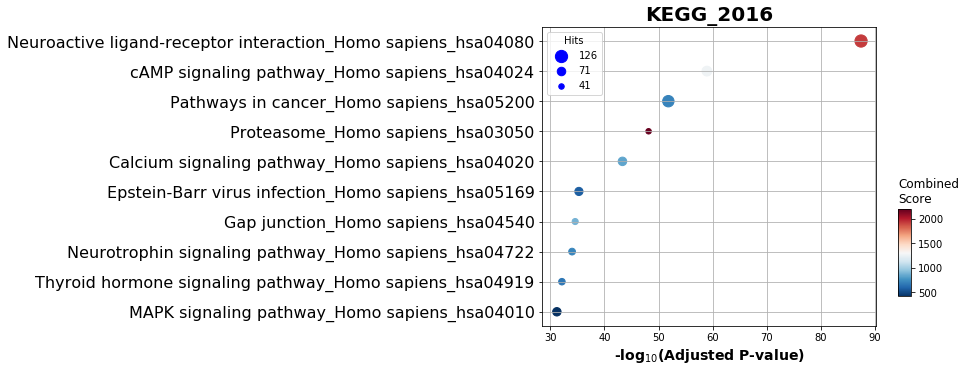 KEGG_2016
Neuroactive ligand-receptor interaction_Homo sapiens_hsa04080
cAMP signaling pathway_Homo sapiens_hsa04024
Pathways in cancer_Homo sapiens_hsa05200
Proteasome_Homo sapiens_hsa03050
Calcium signaling pathway_Homo sapiens_hsa04020
Epstein-Barr virus infection_Homo sapiens_hsa05169
Gap junction_Homo sapiens_hsa04540
Neurotrophin signaling pathway_Homo sapiens_hsa04722
Thyroid hormone signaling pathway_Homo sapiens_hsa04919
MAPK signaling pathway_Homo sapiens_hsa04010
Hits
126
71
41
30 40 50 60 70 80 90
-log10(Adjusted P-value)
Combined
Score
2000
1500
1000
500